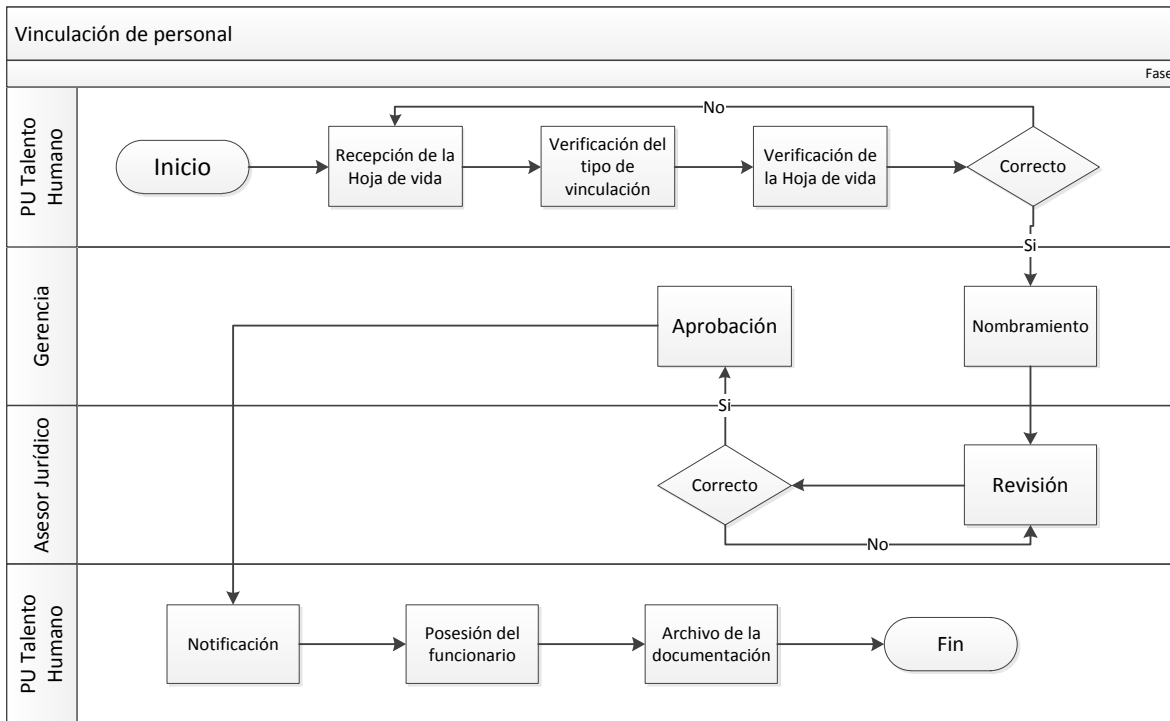 Vinculación de personal
Fase
PU Talento
Humano
Inicio
Recepción de la
Hoja de vida
Verificación del
tipo de
vinculación
Verificación de
la Hoja de vida
Correcto
No
Si
Gerencia
Aprobación
Nombramiento
Si
Asesor Jurídico
Correcto
Revisión
No
PU Talento
Humano
Notificación
Posesión del
funcionario
Archivo de la
documentación
Fin